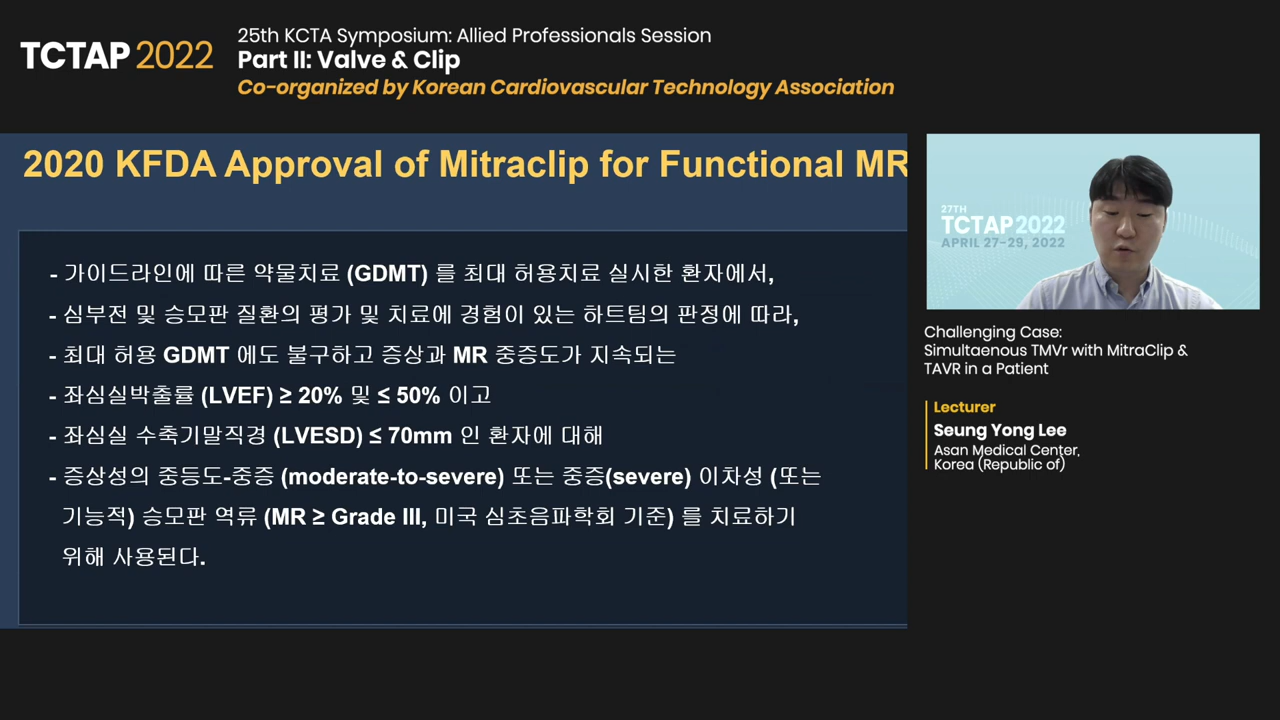 TCTAP 2022
25th KCTA Symposium: Allied Professionals Session
Part II: Valve & Clip
Co-organized by Korean Cardiovascular Technology Association
2020 KFDA Approval of Mitraclip for Functional MR
- 가이드라인에 따른 약물치료 (GDMT) 를 최대 허용치료 실시한 환자에서,
- 심부전 및 승모판 질환의 평가 및 치료에 경험이 있는 하트팀의 판정에 따라,
- 최대 허용 GDMT 에도 불구하고 증상과 MR 중증도가 지속되는
- 좌심실박출률 (LVEF) ≥ 20% 및 ≤ 50% 이고
- 좌심실 수축기말직경 (LVESD) ≤ 70mm 인 환자에 대해
- 증상성의 중등도-중증 (moderate-to-severe) 또는 중증(severe) 이차성 (또는
기능적) 승모판 역류 (MR ≥ Grade III, 미국 심초음파학회 기준) 를 치료하기
위해 사용된다.
27TH
TCTAP 2022
APRIL 27-29, 2022
Challenging Case:
Simultaenous TMVr with MitraClip &
TAVR in a Patient
Lecturer
Seung Yong Lee
Asan Medical Center,
Korea (Republic of)